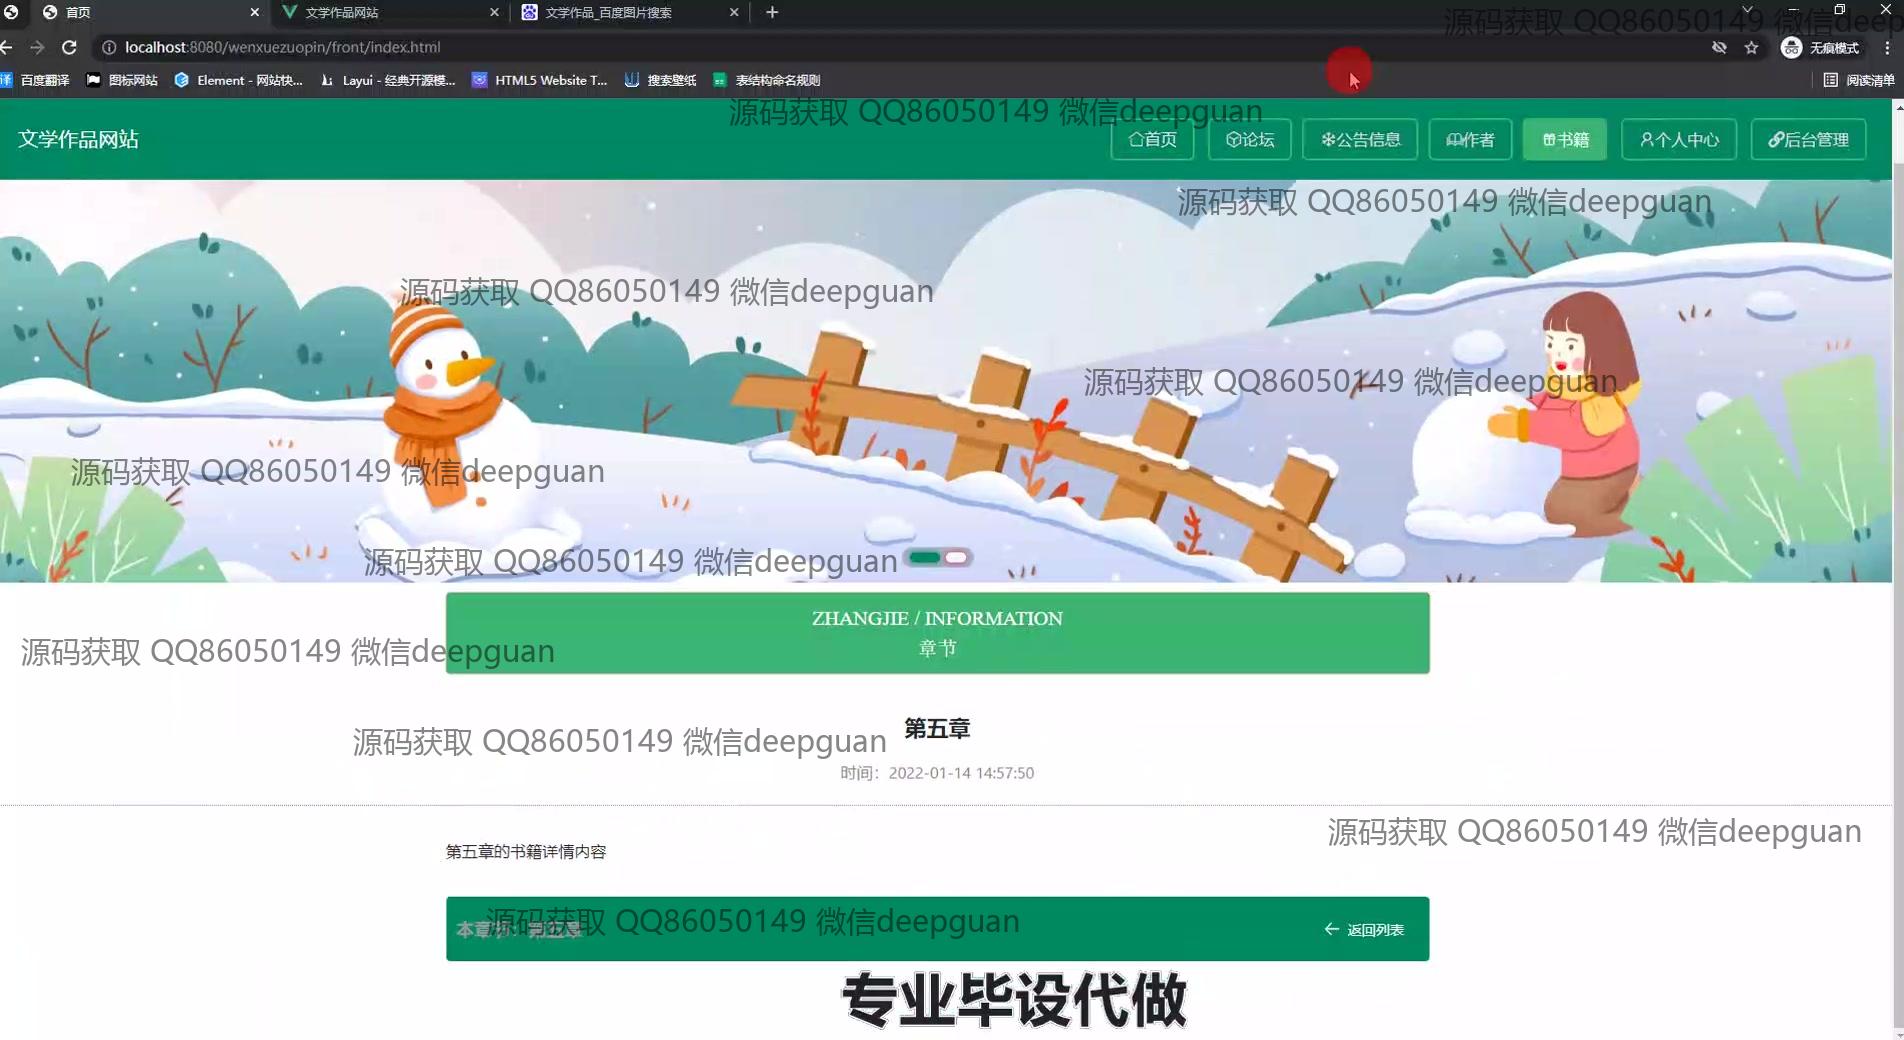 首页
文学作品网站
文学作品_百度图片搜索
源码获取 QQ86050149 微信deep
localhost:8080/wenxuezuopin/front/index.html
无痕模式
译 百度翻译
图标网站
Element - 网站快...
Layui - 经典开源模...
HTML5 Website T...
搜索壁纸
表结构命名规则
阅读清单
源码获取 QQ86050149 微信deepguan
文学作品网站
首页
论坛
公告信息
作者
书籍
个人中心
后台管理
源码获取 QQ86050149 微信deepguan
源码获取 QQ86050149 微信deepguan
源码获取 QQ86050149 微信deepguan
源码获取 QQ86050149 微信deepguan
源码获取 QQ86050149 微信deepguan
ZHANGJIE / INFORMATION
章节
源码获取 QQ86050149 微信deepguan
第五章
源码获取 QQ86050149 微信deepguan
时间：2022-01-14 14:57:50
源码获取 QQ86050149 微信deepguan
第五章的书籍详情内容
源码获取 QQ86050149 微信deepguan
本章节：第五章
返回列表
专业毕设代做